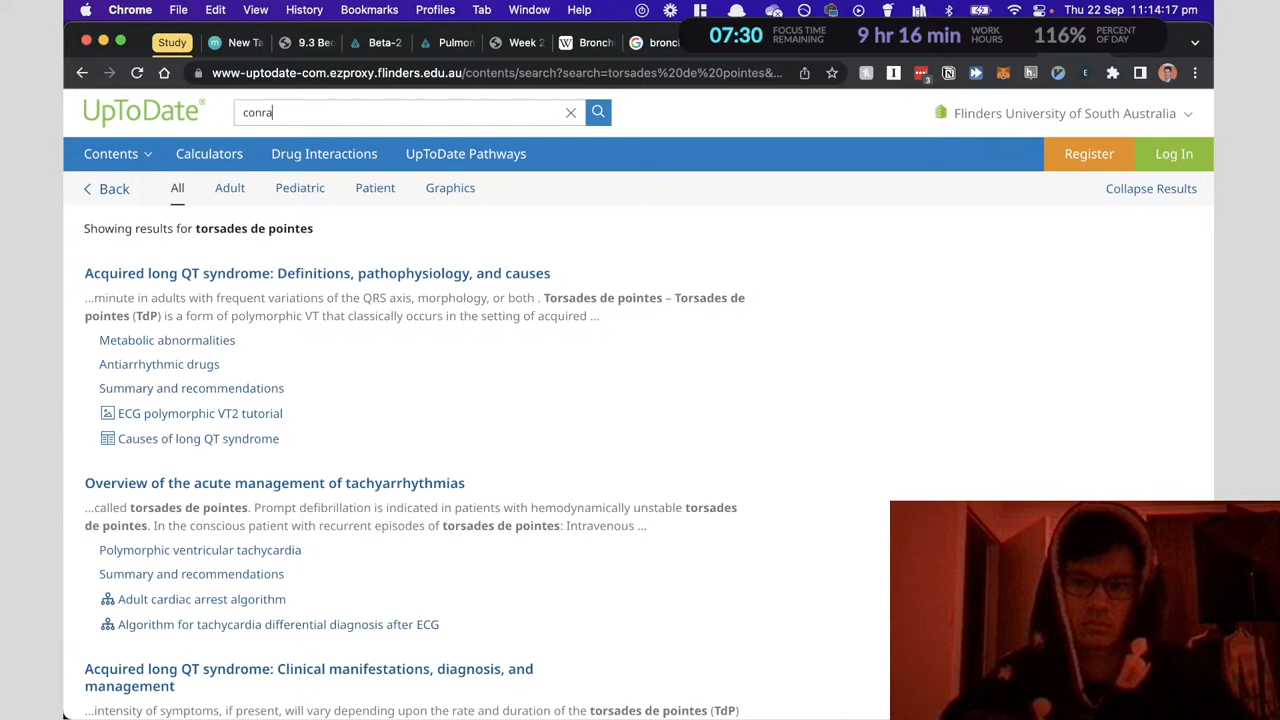 Chrome File Edit View History Bookmarks Profiles Tab Window Help Thu 22 Sep 11:14:17 pm
Study New Ta 9.3 Bec Beta-2 Pulmon Week 2 Bronchi bronc
07:30 FOCUS TIME REMAINING 9 hr 16 min WORK HOURS 116% PERCENT OF DAY
www-uptodate-com.ezproxy.flinders.edu.au/contents/search?search=torsades%20de%20pointes&...
UpToDate® conra Flinders University of South Australia
Contents Calculators Drug Interactions UpToDate Pathways Register Log In
Back All Adult Pediatric Patient Graphics Collapse Results
Showing results for torsades de pointes
Acquired long QT syndrome: Definitions, pathophysiology, and causes
...minute in adults with frequent variations of the QRS axis, morphology, or both . Torsades de pointes – Torsades de
pointes (TdP) is a form of polymorphic VT that classically occurs in the setting of acquired ...
Metabolic abnormalities
Antiarrhythmic drugs
Summary and recommendations
ECG polymorphic VT2 tutorial
Causes of long QT syndrome
Overview of the acute management of tachyarrhythmias
...called torsades de pointes. Prompt defibrillation is indicated in patients with hemodynamically unstable torsades
de pointes. In the conscious patient with recurrent episodes of torsades de pointes: Intravenous ...
Polymorphic ventricular tachycardia
Summary and recommendations
Adult cardiac arrest algorithm
Algorithm for tachycardia differential diagnosis after ECG
Acquired long QT syndrome: Clinical manifestations, diagnosis, and
management
...intensity of symptoms, if present, will vary depending upon the rate and duration of the torsades de pointes (TdP)